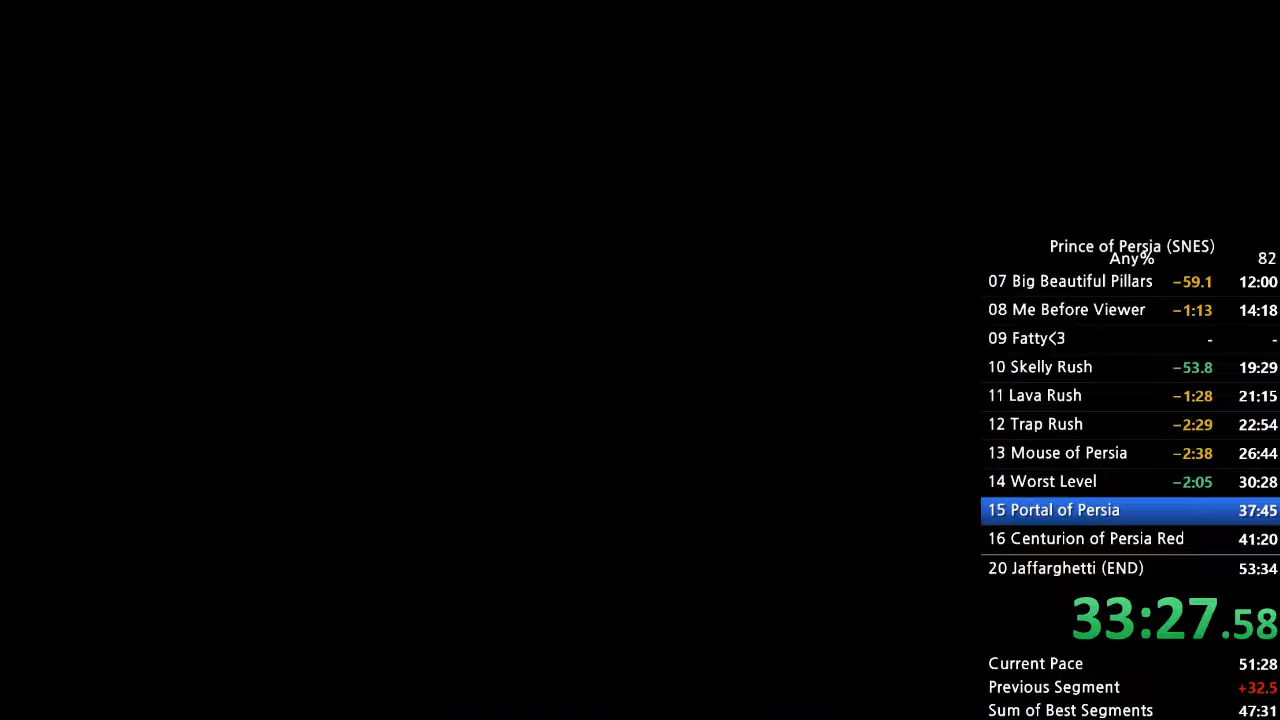 Prince of Persia (SNES)
Any% 82
07 Big Beautiful Pillars −59.1 12:00
08 Me Before Viewer −1:13 14:18
09 Fatty<3 - -
10 Skelly Rush −53.8 19:29
11 Lava Rush −1:28 21:15
12 Trap Rush −2:29 22:54
13 Mouse of Persia −2:38 26:44
14 Worst Level −2:05 30:28
15 Portal of Persia 37:45
16 Centurion of Persia Red 41:20
20 Jaffarghetti (END) 53:34
33:27.58
Current Pace 51:28
Previous Segment +32.5
Sum of Best Segments 47:31